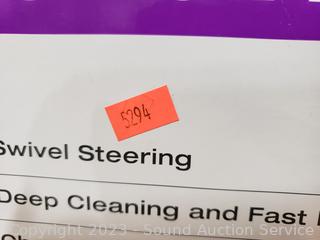 5294
Swivel Steering
Deep Cleaning and Fast
Copyright 2023 - Sound Auction Service